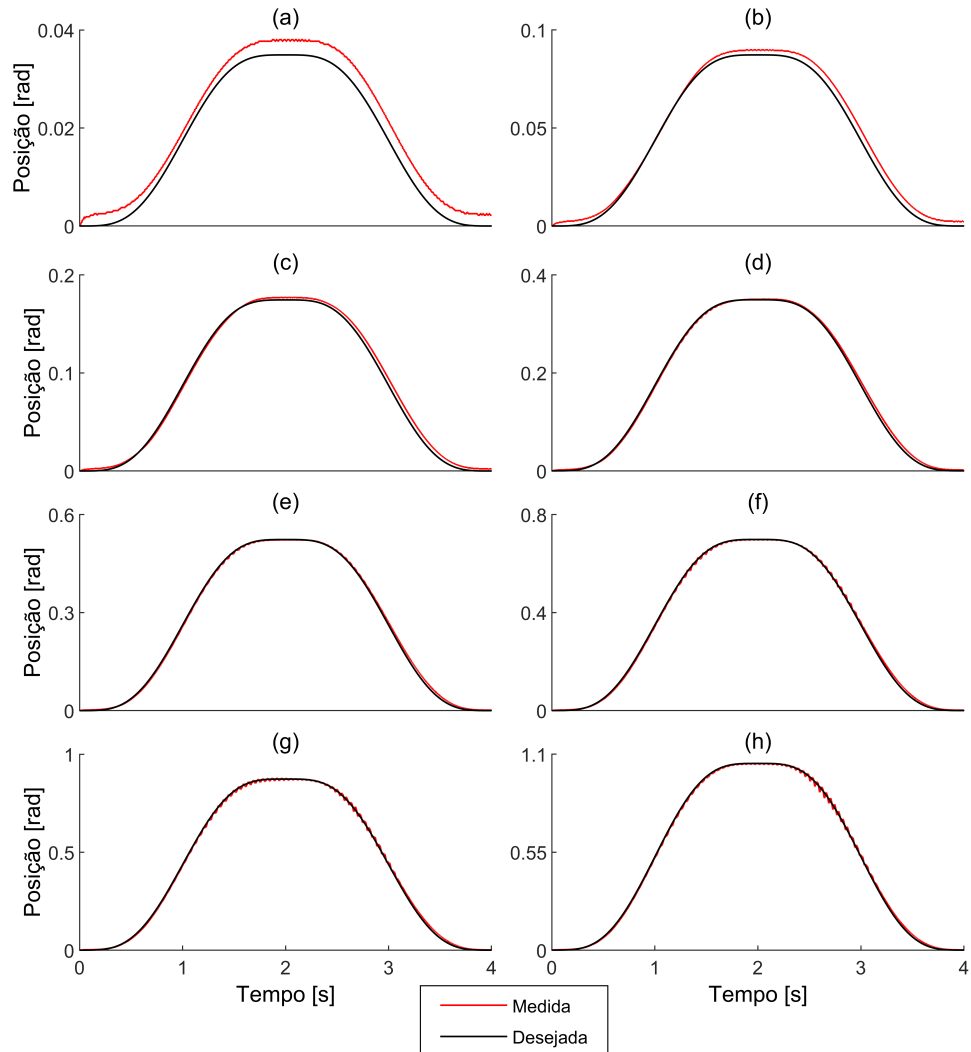 (a)
(b)
0.04
0.02
0
Posição [rad]
0.1
0.05
0
(c)
(d)
0.2
0.1
0
Posição [rad]
0.4
0.2
0
(e)
(f)
0.6
0.3
0
Posição [rad]
0.8
0.4
0
(g)
(h)
1
0.5
0
Posição [rad]
1.1
0.55
0
0 1 2 3 4
0 1 2 3 4
Tempo [s]
Tempo [s]
Medida
Desejada